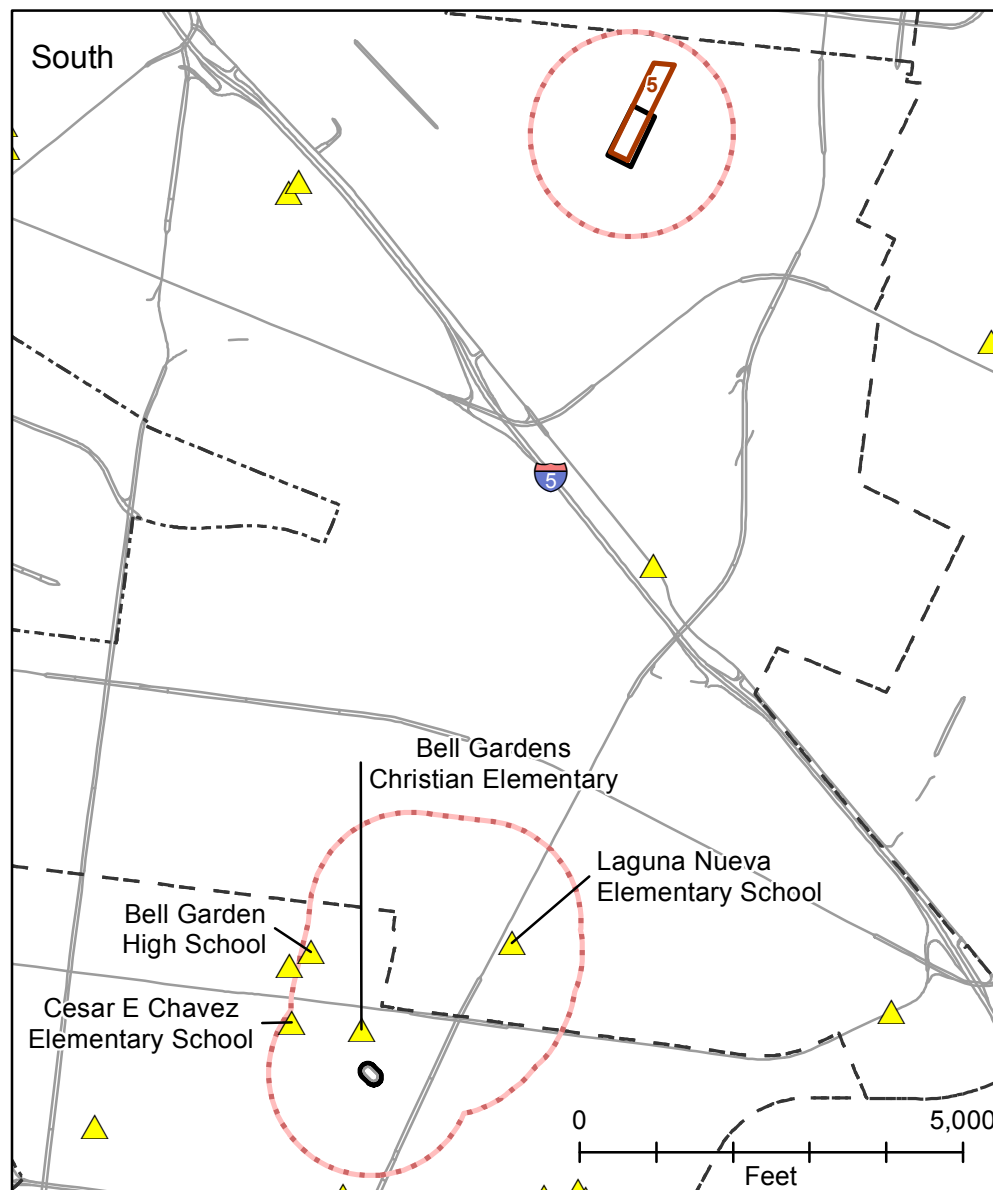 South
5
5
Bell Gardens
Christian Elementary
Laguna Nueva
Elementary School
Bell Garden
High School
Cesar E Chavez
Elementary School
0
5,000
Feet